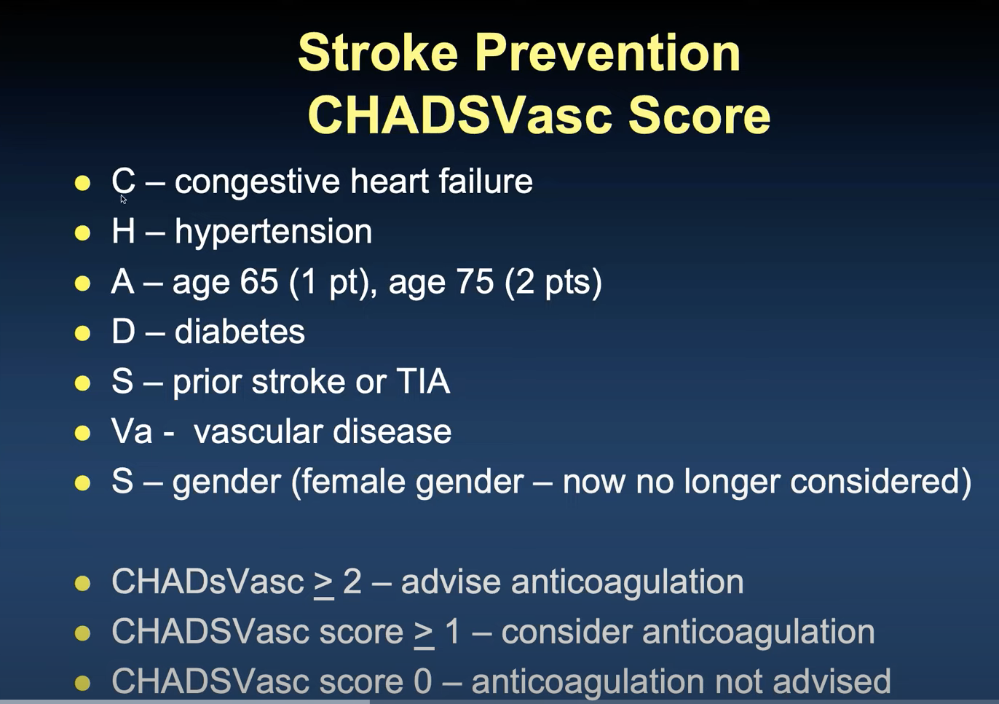 Stroke Prevention
CHADSVasc Score
● C – congestive heart failure
● H – hypertension
● A – age 65 (1 pt), age 75 (2 pts)
● D – diabetes
● S – prior stroke or TIA
● Va -  vascular disease
● S – gender (female gender – now no longer considered)
● CHADsVasc ≥ 2 – advise anticoagulation
● CHADSVasc score ≥ 1 – consider anticoagulation
● CHADSVasc score 0 – anticoagulation not advised